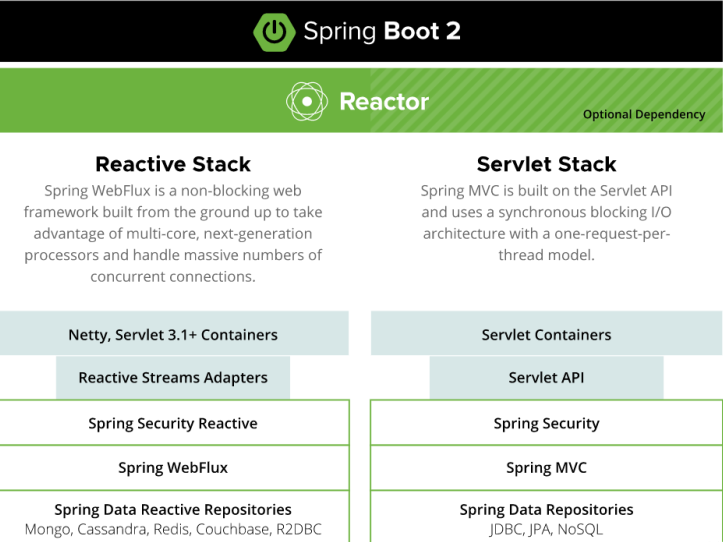 Spring Boot 2
Reactor
Optional Dependency
Reactive Stack
Spring WebFlux is a non-blocking web
framework built from the ground up to take
advantage of multi-core, next-generation
processors and handle massive numbers of
concurrent connections.
Servlet Stack
Spring MVC is built on the Servlet API
and uses a synchronous blocking I/O
architecture with a one-request-per-
thread model.
Netty, Servlet 3.1+ Containers
Reactive Streams Adapters
Spring Security Reactive
Spring WebFlux
Spring Data Reactive Repositories
Mongo, Cassandra, Redis, Couchbase, R2DBC
Servlet Containers
Servlet API
Spring Security
Spring MVC
Spring Data Repositories
JDBC, JPA, NoSQL